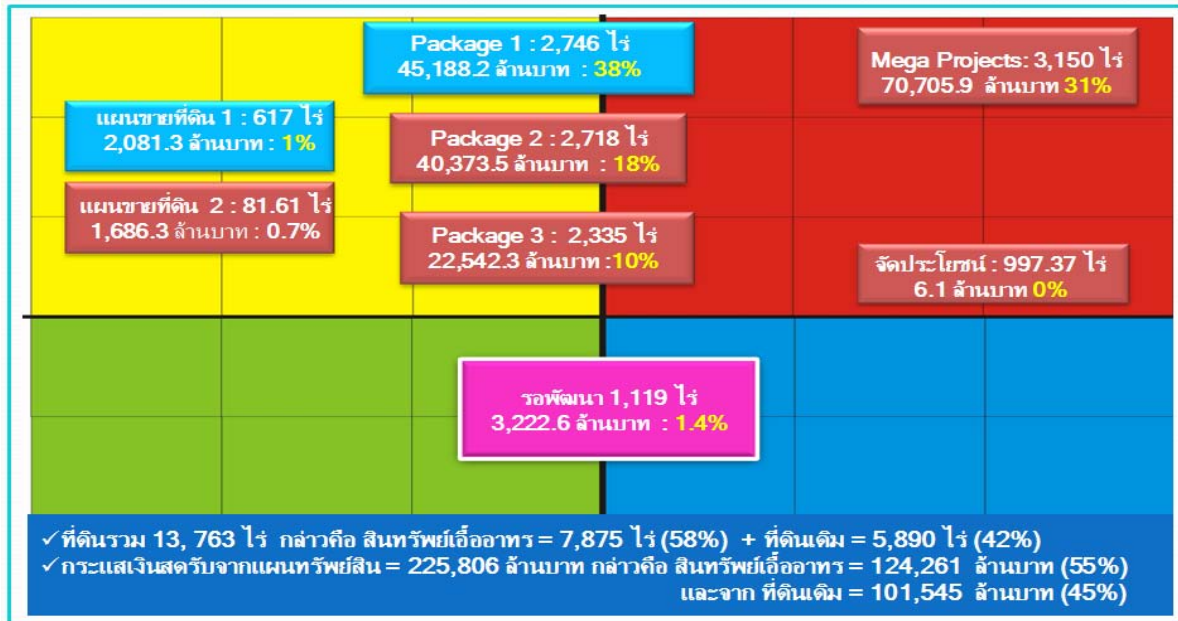 Package 1 : 2,746 ไร่
45,188.2 ล้านบาท : 38%
Mega Projects: 3,150 ไร่
70,705.9 ล้านบาท 31%
แผนขายที่ดิน 1 : 617 ไร่
2,081.3 ล้านบาท : 1%
Package 2 : 2,718 ไร่
40,373.5 ล้านบาท : 18%
แผนขายที่ดิน 2 : 81.61 ไร่
1,686.3 ล้านบาท : 0.7%
Package 3 : 2,335 ไร่
22,542.3 ล้านบาท :10%
จัดประโยชน์ : 997.37 ไร่
6.1 ล้านบาท 0%
รอพัฒนา 1,119 ไร่
3,222.6 ล้านบาท : 1.4%
✓ที่ดินรวม 13, 763 ไร่ กล่าวคือ สินทรัพย์เอื้ออาทร = 7,875 ไร่ (58%) + ที่ดินเดิม = 5,890 ไร่ (42%)
✓กระแสเงินสดรับจากแผนทรัพย์สิน = 225,806 ล้านบาท กล่าวคือ สินทรัพย์เอื้ออาทร = 124,261 ล้านบาท (55%)
และจาก ที่ดินเดิม = 101,545 ล้านบาท (45%)